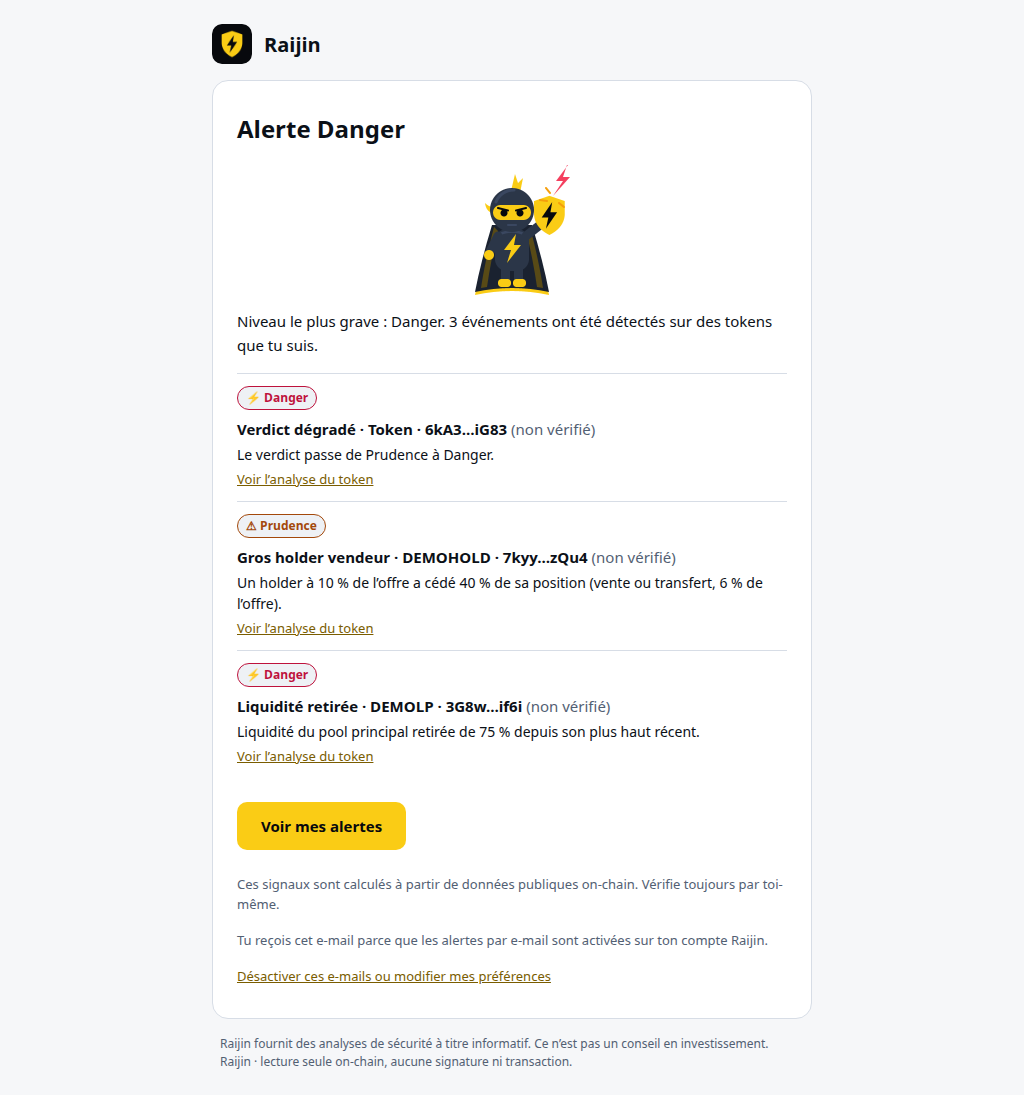 Raijin
Alerte Danger
Niveau le plus grave : Danger. 3 événements ont été détectés sur des tokens
que tu suis.
⚡ Danger
Verdict dégradé · Token · 6kA3…iG83 (non vérifié)
Le verdict passe de Prudence à Danger.
Voir l’analyse du token
⚠ Prudence
Gros holder vendeur · DEMOHOLD · 7kyy…zQu4 (non vérifié)
Un holder à 10 % de l’offre a cédé 40 % de sa position (vente ou transfert, 6 % de
l’offre).
Voir l’analyse du token
⚡ Danger
Liquidité retirée · DEMOLP · 3G8w…if6i (non vérifié)
Liquidité du pool principal retirée de 75 % depuis son plus haut récent.
Voir l’analyse du token
Voir mes alertes
Ces signaux sont calculés à partir de données publiques on-chain. Vérifie toujours par toi-
même.
Tu reçois cet e-mail parce que les alertes par e-mail sont activées sur ton compte Raijin.
Désactiver ces e-mails ou modifier mes préférences
Raijin fournit des analyses de sécurité à titre informatif. Ce n’est pas un conseil en investissement.
Raijin · lecture seule on-chain, aucune signature ni transaction.